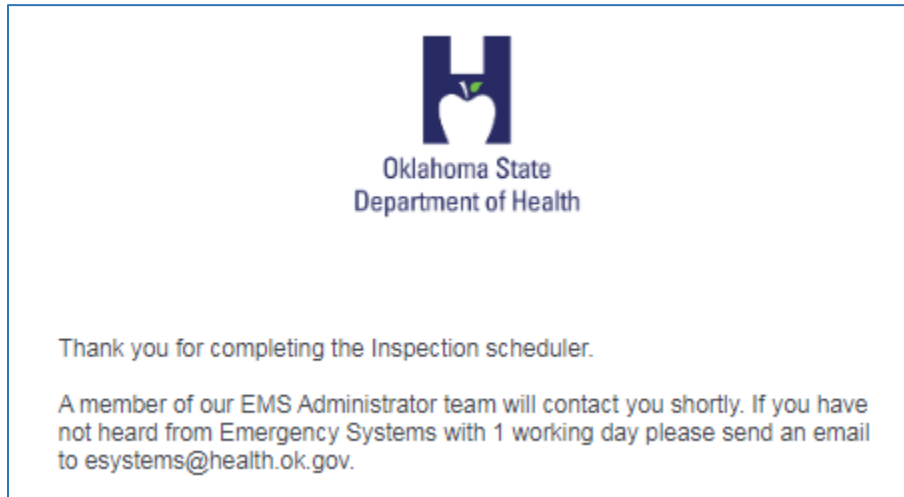 Oklahoma State
Department of Health
Thank you for completing the Inspection scheduler.
A member of our EMS Administrator team will contact you shortly. If you have
not heard from Emergency Systems with 1 working day please send an email
to esystems@health.ok.gov.